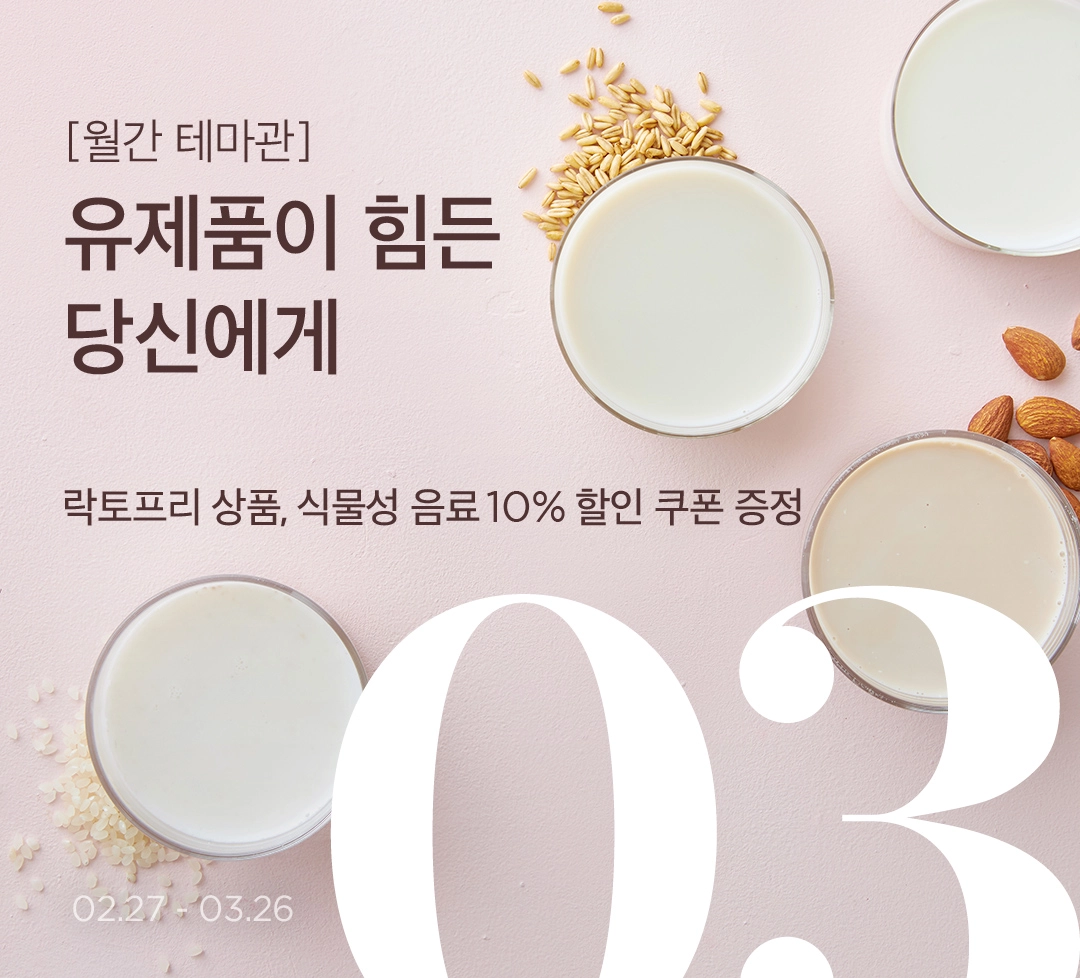 [월간 테마관]
유제품이 힘든
당신에게
락토프리 상품, 식물성 음료 10% 할인 쿠폰 증정
03
02.27 - 03.26